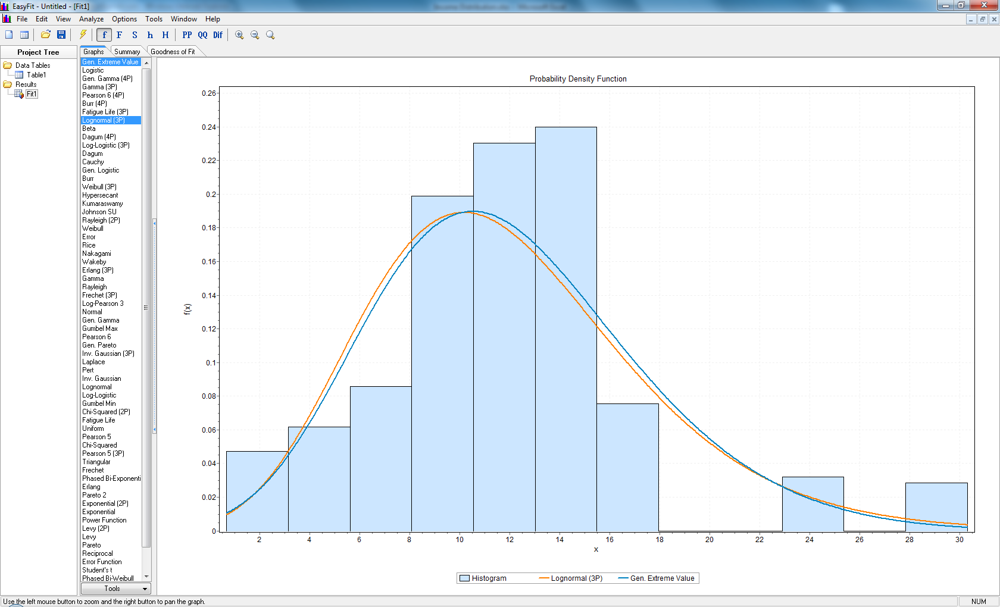 EasyFit - Untitled - [Fit1]
File Edit View Analyze Options Tools Window Help
f F S h H PP QQ Dif
Project Tree
Data Tables
Table1
Results
Fit1
Graphs Summary Goodness of Fit
Gen. Extreme Value
Logistic
Gen. Gamma (4P)
Gamma (3P)
Pearson 6 (4P)
Burr (4P)
Fatigue Life (3P)
Lognormal (3P)
Beta
Dagum (4P)
Log-Logistic (3P)
Dagum
Cauchy
Gen. Logistic
Burr
Weibull (3P)
Hypersecant
Kumaraswamy
Johnson SU
Rayleigh (2P)
Weibull
Error
Rice
Nakagami
Wakeby
Erlang (3P)
Gamma
Rayleigh
Frechet (3P)
Log-Pearson 3
Normal
Gen. Gamma
Gumbel Max
Pearson 6
Gen. Pareto
Inv. Gaussian (3P)
Laplace
Pert
Inv. Gaussian
Lognormal
Log-Logistic
Gumbel Min
Chi-Squared (2P)
Fatigue Life
Uniform
Pearson 5
Chi-Squared
Pearson 5 (3P)
Triangular
Frechet
Phased Bi-Exponenti
Erlang
Pareto 2
Exponential (2P)
Exponential
Power Function
Levy (2P)
Levy
Pareto
Reciprocal
Error Function
Student's t
Phased Bi-Weibull
Tools
Probability Density Function
0.26
0.24
0.22
0.2
0.18
0.16
0.14
0.12
0.1
0.08
0.06
0.04
0.02
0
f(x)
2 4 6 8 10 12 14 16 18 20 22 24 26 28 30
x
Histogram Lognormal (3P) Gen. Extreme Value
Use the left mouse button to zoom and the right button to pan the graph.
NUM